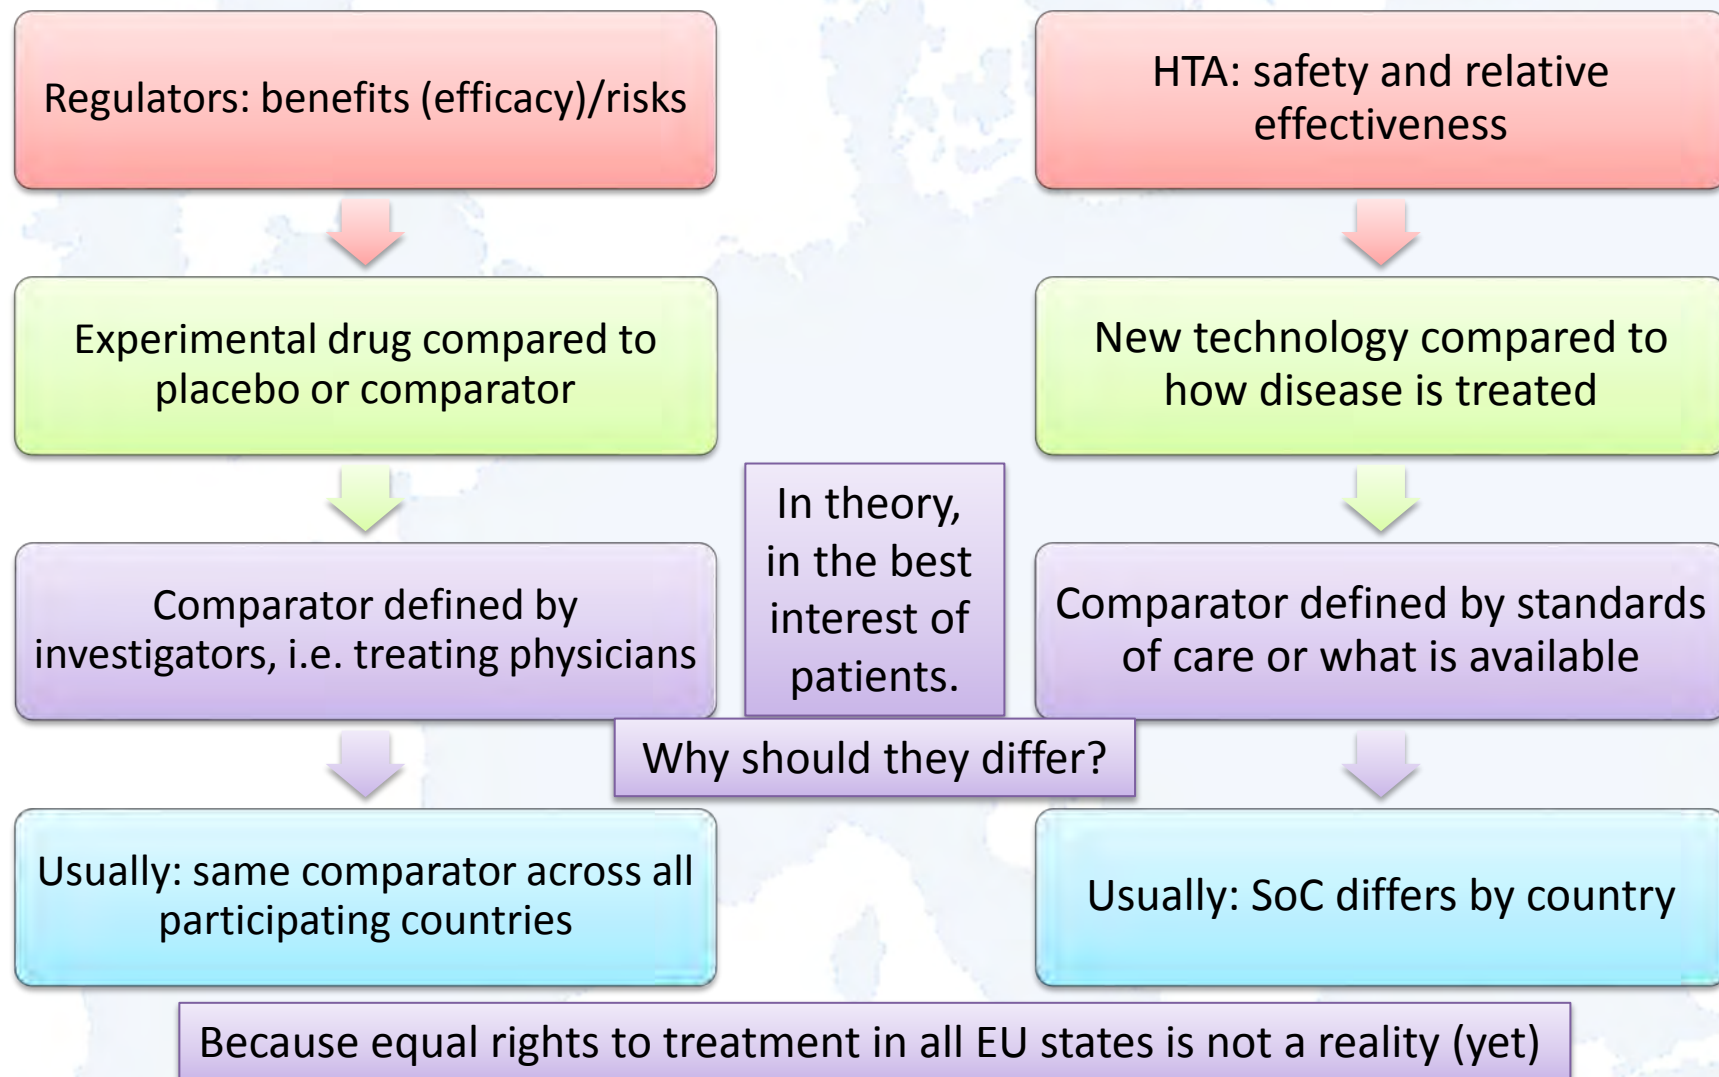 Regulators: benefits (efficacy)/risks
Experimental drug compared to
placebo or comparator
Comparator defined by
investigators, i.e. treating physicians
Usually: same comparator across all
participating countries
In theory,
in the best
interest of
patients.
Why should they differ?
HTA: safety and relative
effectiveness
New technology compared to
how disease is treated
Comparator defined by standards
of care or what is available
Usually: SoC differs by country
Because equal rights to treatment in all EU states is not a reality (yet)